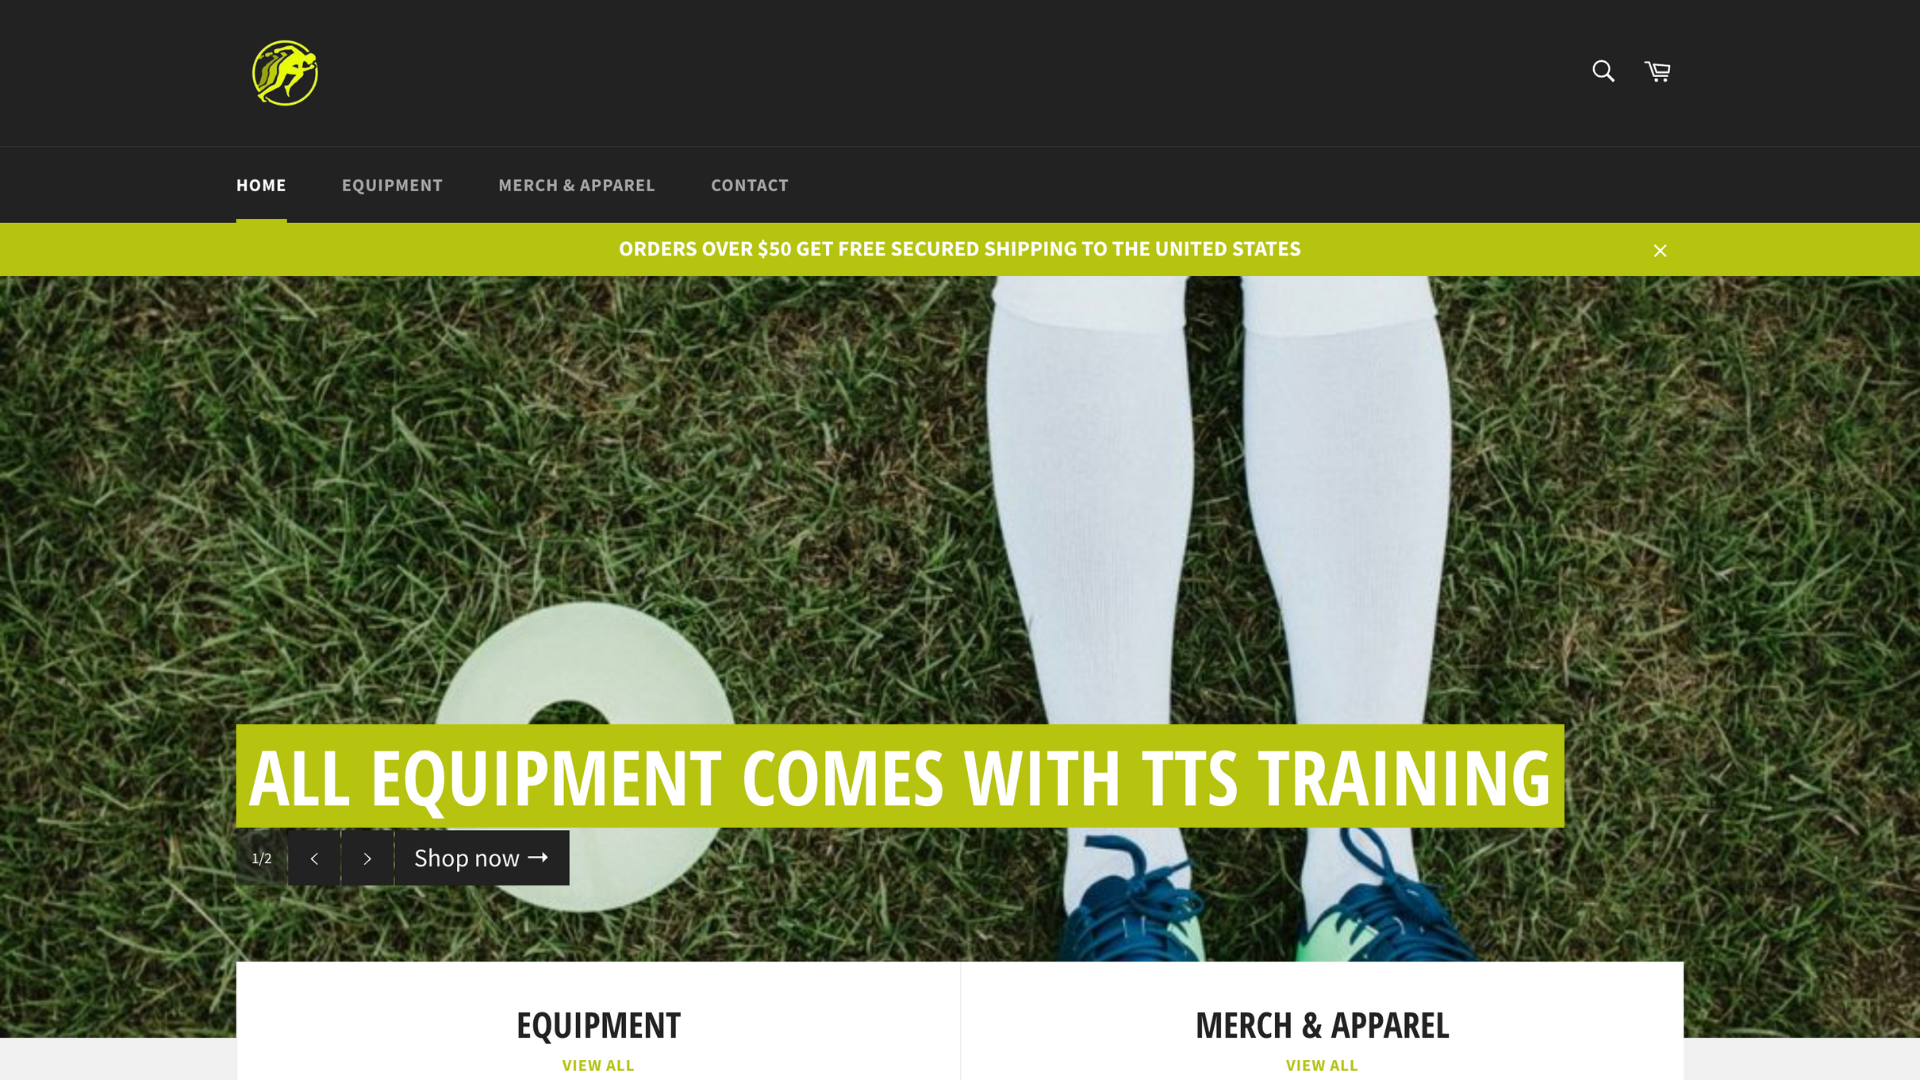 HOME
EQUIPMENT
MERCH & APPAREL
CONTACT
ORDERS OVER $50 GET FREE SECURED SHIPPING TO THE UNITED STATES
ALL EQUIPMENT COMES WITH TTS TRAINING
1/2
Shop now →
EQUIPMENT
VIEW ALL
MERCH & APPAREL
VIEW ALL